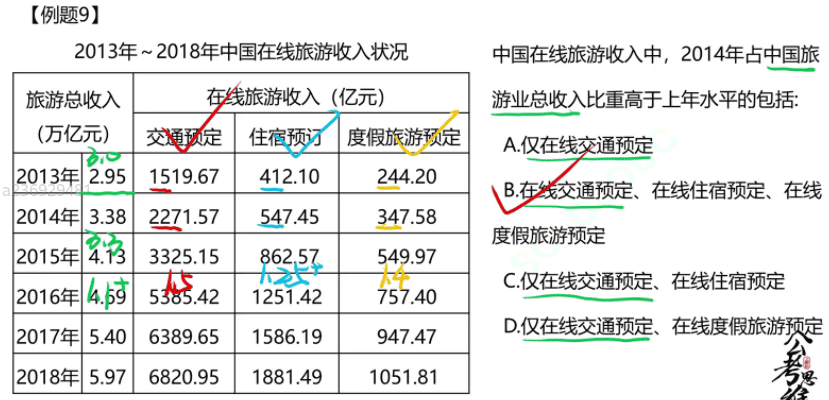 【例题9】
2013年～2018年中国在线旅游收入状况
旅游总收入（万亿元） 在线旅游收入（亿元）
交通预定 住宿预订 度假旅游预定
2013年 2.95 1519.67 412.10 244.20
2014年 3.38 2271.57 547.45 347.58
2015年 4.13 3325.15 862.57 549.97
2016年 4.69 5385.42 1251.42 757.40
2017年 5.40 6389.65 1586.19 947.47
2018年 5.97 6820.95 1881.49 1051.81
3.0
3.3
1.1+
1.5
1.25+
1.4
中国在线旅游收入中，2014年占中国旅
游业总收入比重高于上年水平的包括:
A.仅在线交通预定
B.在线交通预定、在线住宿预定、在线
度假旅游预定
C.仅在线交通预定、在线住宿预定
D.仅在线交通预定、在线度假旅游预定
公考思维